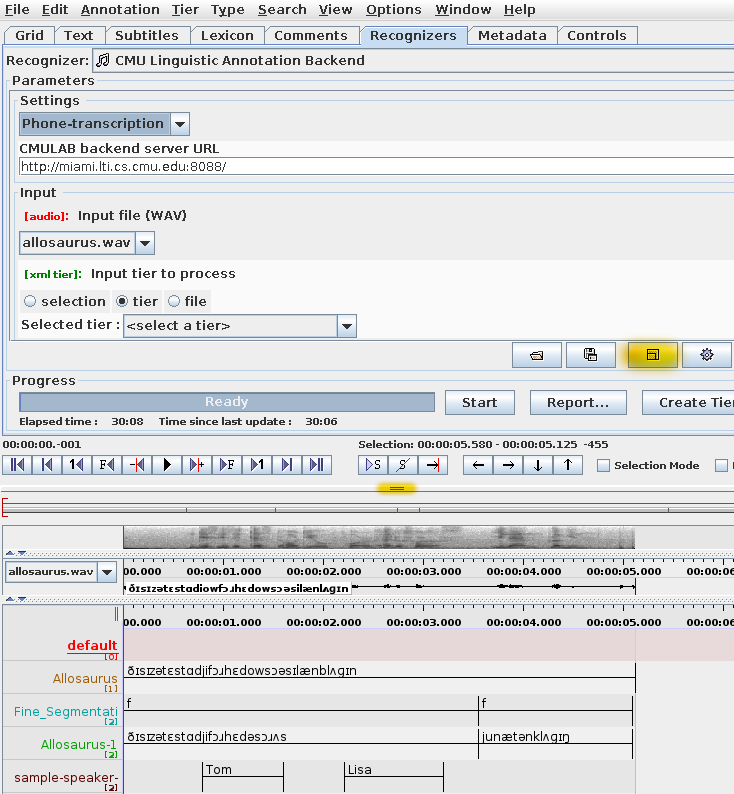 File Edit Annotation Tier Type Search View Options Window Help
Grid Text Subtitles Lexicon Comments Recognizers Metadata Controls
Recognizer: CMU Linguistic Annotation Backend
Parameters
Settings
Phone-transcription
CMULAB backend server URL
http://miami.lti.cs.cmu.edu:8088/
Input
[audio]: Input file (WAV)
allosaurus.wav
[xml tier]: Input tier to process
selection tier file
Selected tier : <select a tier>
Progress
Ready Start Report... Create Tier
Elapsed time : 30:08 Time since last update : 30:06
00:00:00.-001 Selection: 00:00:05.580 - 00:00:05.125 -455
1 F F 1 S S Selection Mode
allosaurus.wav 00.000 00:00:01.000 00:00:02.000 00:00:03.000 00:00:04.000 00:00:05.000 00:00:06
ðɪsɪzətɛstɑdiowfɔɹhɛdowsɔəsilænlʌɡɪn
00.000 00:00:01.000 00:00:02.000 00:00:03.000 00:00:04.000 00:00:05.000 00:00:06
default
[0]
Allosaurus ðɪsɪzətɛstɑdjifɔɹhɛdowsɔəsɪlænblʌɡɪn
[1]
Fine_Segmentati f f
[2]
Allosaurus-1 ðɪsɪzətɛstɑdjifɔɹhɛdəsɔɹʌs junætənklʌɡɪŋ
[2]
sample-speaker- Tom Lisa
[2]